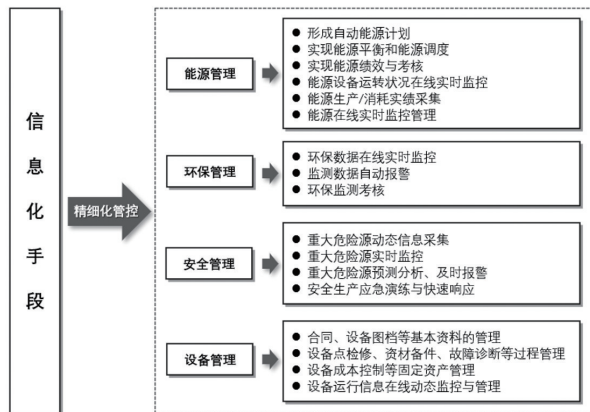 信息化手段
精细化管控
能源管理
● 形成自动能源计划
● 实现能源平衡和能源调度
● 实现能源绩效与考核
● 能源设备运转状况在线实时监控
● 能源生产/消耗实绩采集
● 能源在线实时监控管理
环保管理
● 环保数据在线实时监控
● 监测数据自动报警
● 环保监测考核
安全管理
● 重大危险源动态信息采集
● 重大危险源实时监控
● 重大危险源预测分析、及时报警
● 安全生产应急演练与快速响应
设备管理
● 合同、设备图档等基本资料的管理
● 设备点检修、资材备件、故障诊断等过程管理
● 设备成本控制等固定资产管理
● 设备运行信息在线动态监控与管理